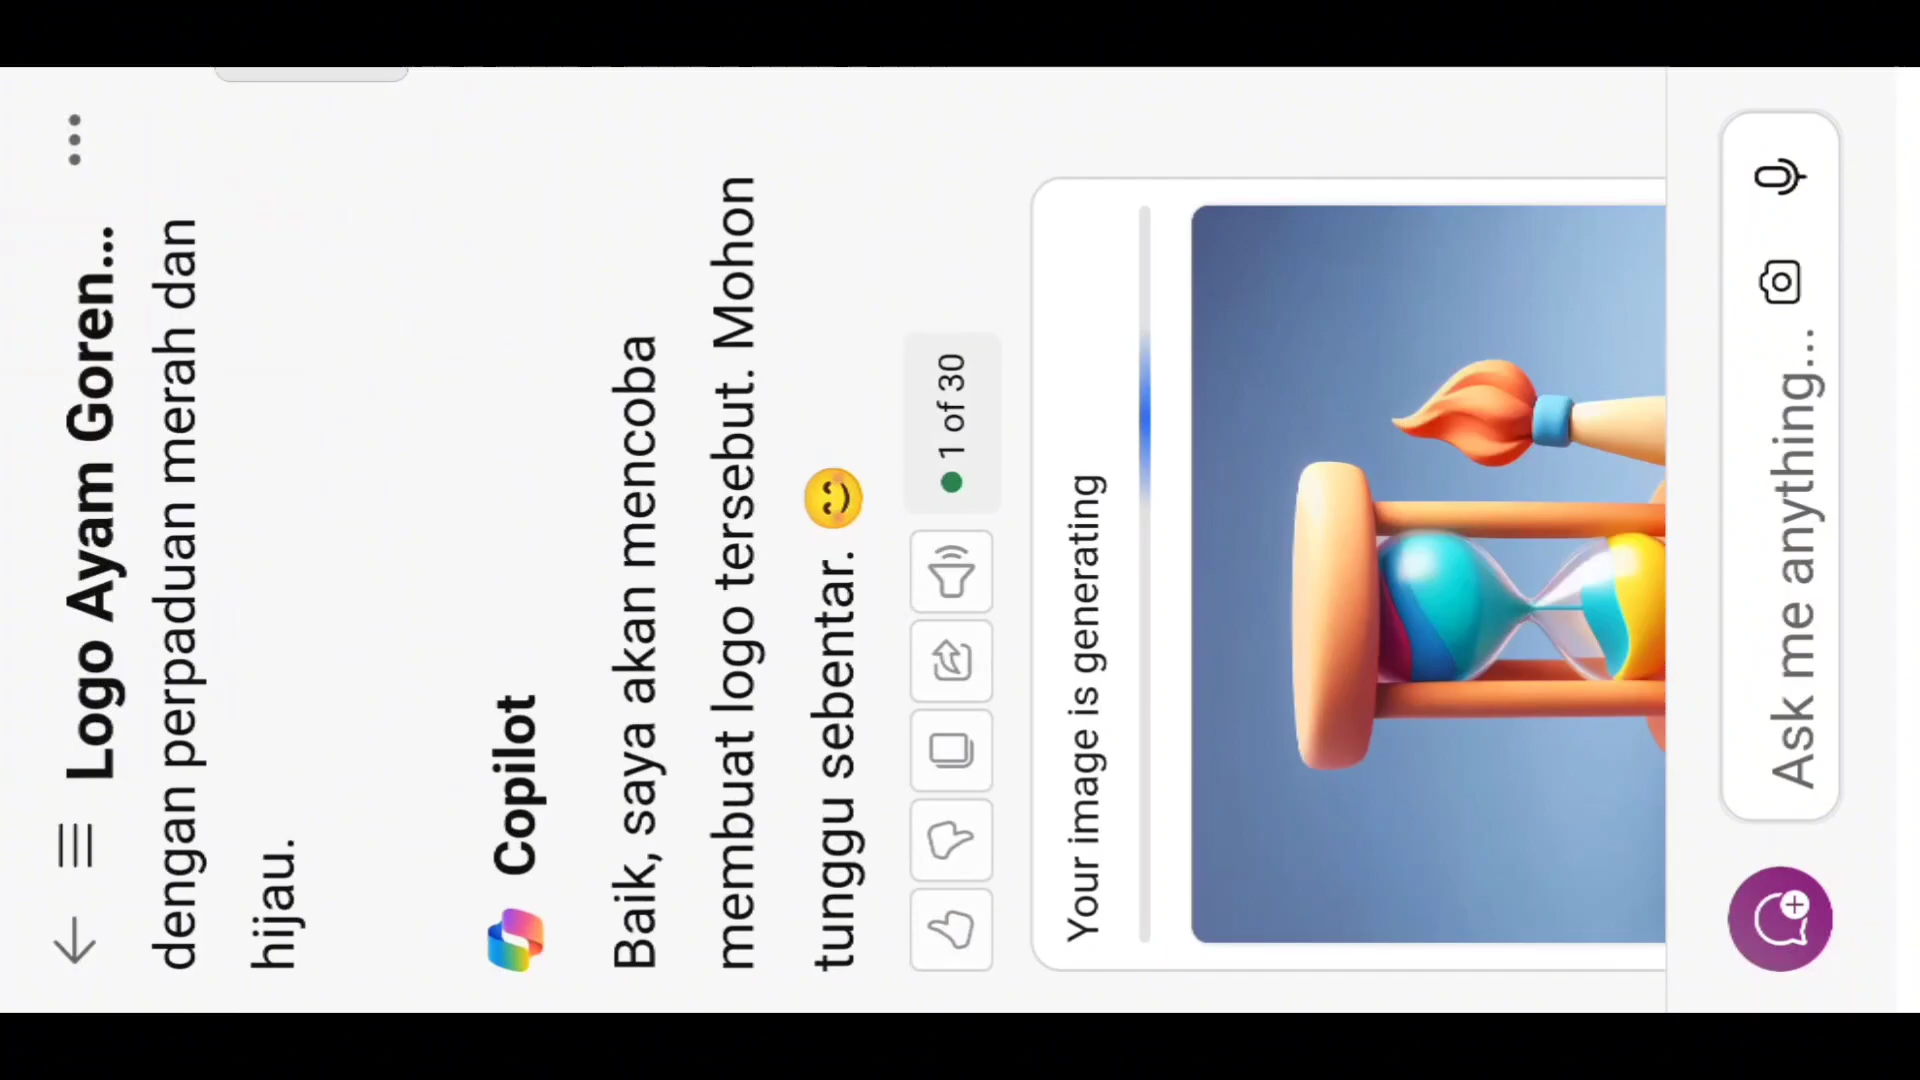 Logo Ayam Goren...
dengan perpaduan merah dan
hijau.
Copilot
Baik, saya akan mencoba
membuat logo tersebut. Mohon
tunggu sebentar. 😊
1 of 30
Your image is generating
Ask me anything...